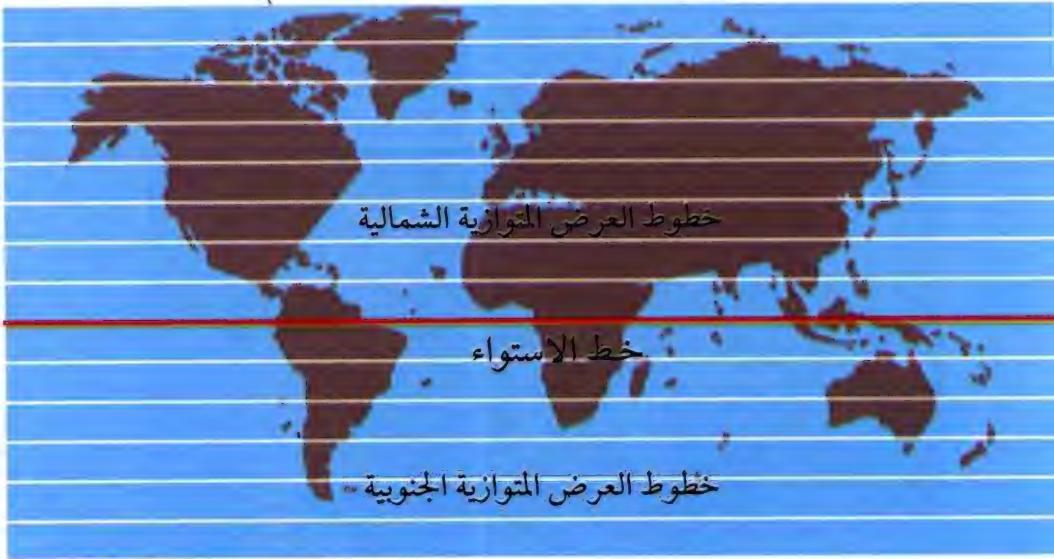 خطوط العرض المتوازية الشمالية
خط الاستواء
خطوط العرض المتوازية الجنوبية